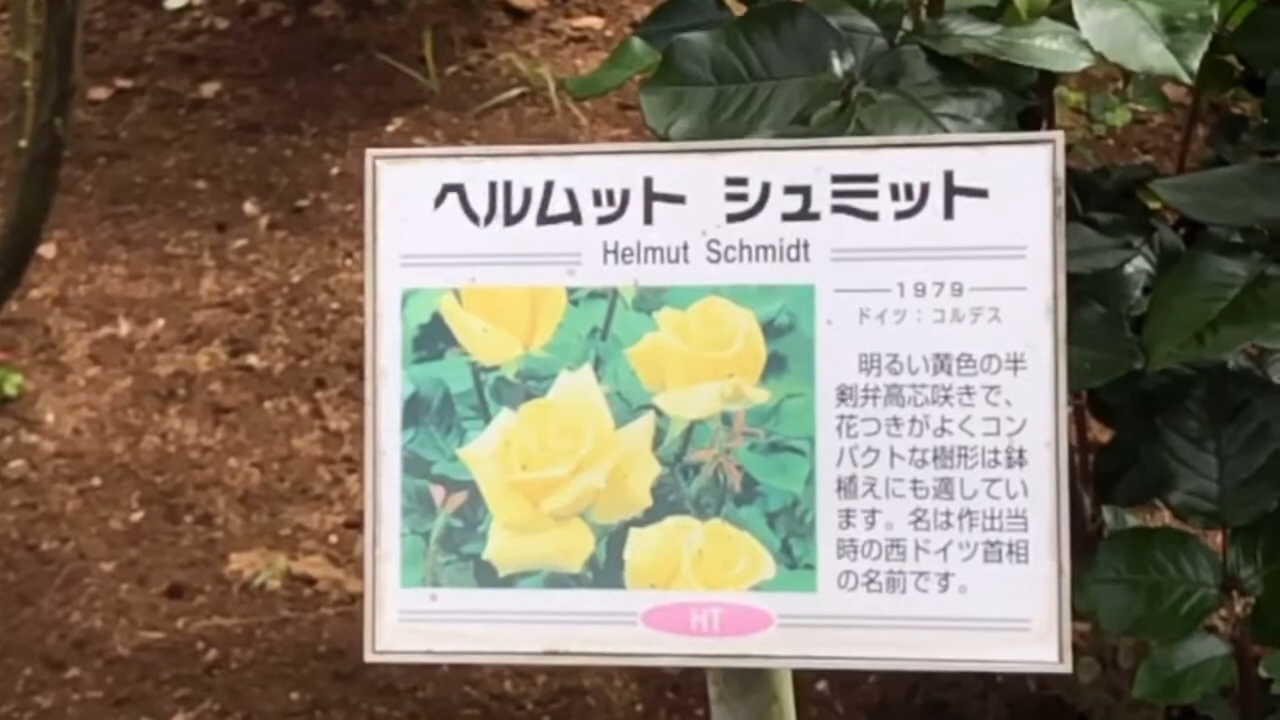 ヘルムット シュミット
Helmut Schmidt
1979
ドイツ：コルデス
明るい黄色の半
剣弁高芯咲きで、
花つきがよくコン
パクトな樹形は鉢
植えにも適してい
ます。名は作出当
時の西ドイツ首相
の名前です。
HT